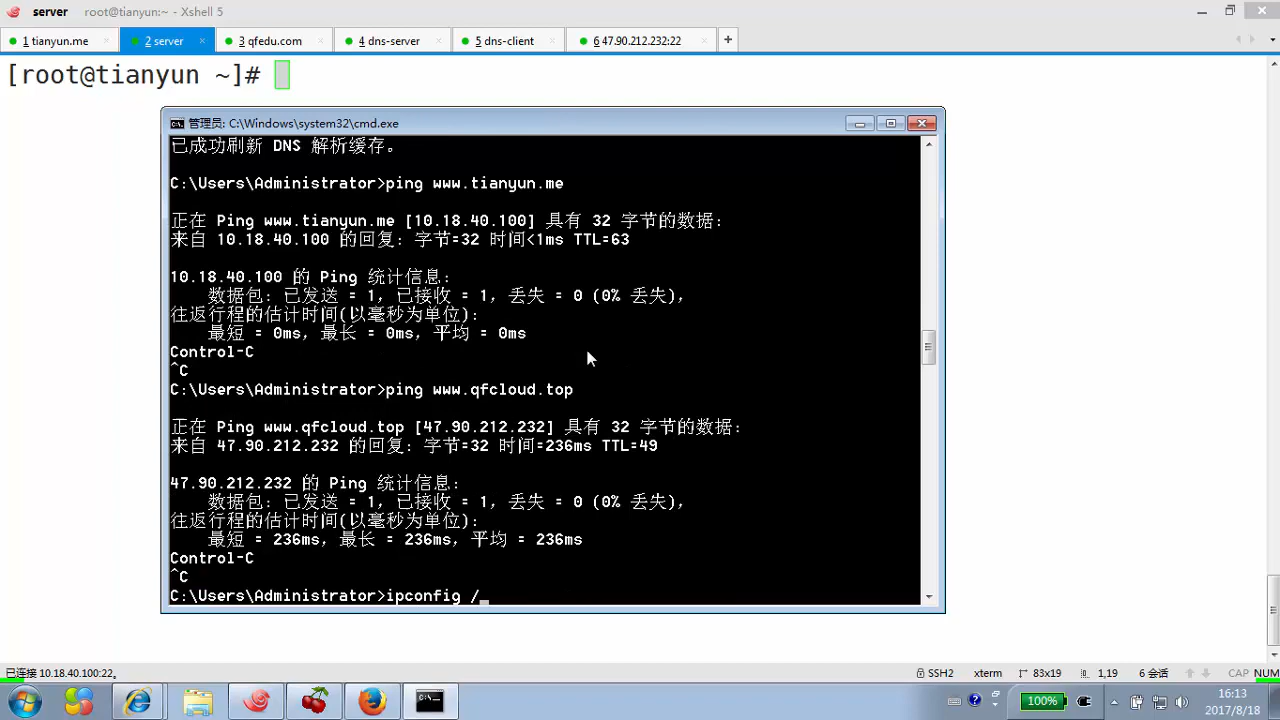 server root@tianyun:~ - Xshell 5
1 tianyun.me × 2 server × 3 qfedu.com × 4 dns-server × 5 dns-client × 6 47.90.212.232:22 × +
[root@tianyun ~]#
管理员: C:\Windows\system32\cmd.exe
已成功刷新 DNS 解析缓存。
C:\Users\Administrator>ping www.tianyun.me
正在 Ping www.tianyun.me [10.18.40.100] 具有 32 字节的数据:
来自 10.18.40.100 的回复: 字节=32 时间<1ms TTL=63
10.18.40.100 的 Ping 统计信息:
数据包: 已发送 = 1，已接收 = 1，丢失 = 0 (0% 丢失)，
往返行程的估计时间(以毫秒为单位):
最短 = 0ms，最长 = 0ms，平均 = 0ms
Control-C
^C
C:\Users\Administrator>ping www.qfcloud.top
正在 Ping www.qfcloud.top [47.90.212.232] 具有 32 字节的数据:
来自 47.90.212.232 的回复: 字节=32 时间=236ms TTL=49
47.90.212.232 的 Ping 统计信息:
数据包: 已发送 = 1，已接收 = 1，丢失 = 0 (0% 丢失)，
往返行程的估计时间(以毫秒为单位):
最短 = 236ms，最长 = 236ms，平均 = 236ms
Control-C
^C
C:\Users\Administrator>ipconfig /_
已连接 10.18.40.100:22。 SSH2 xterm 83x19 1,19 6 会话 CAP NUM
100% 16:13
2017/8/18